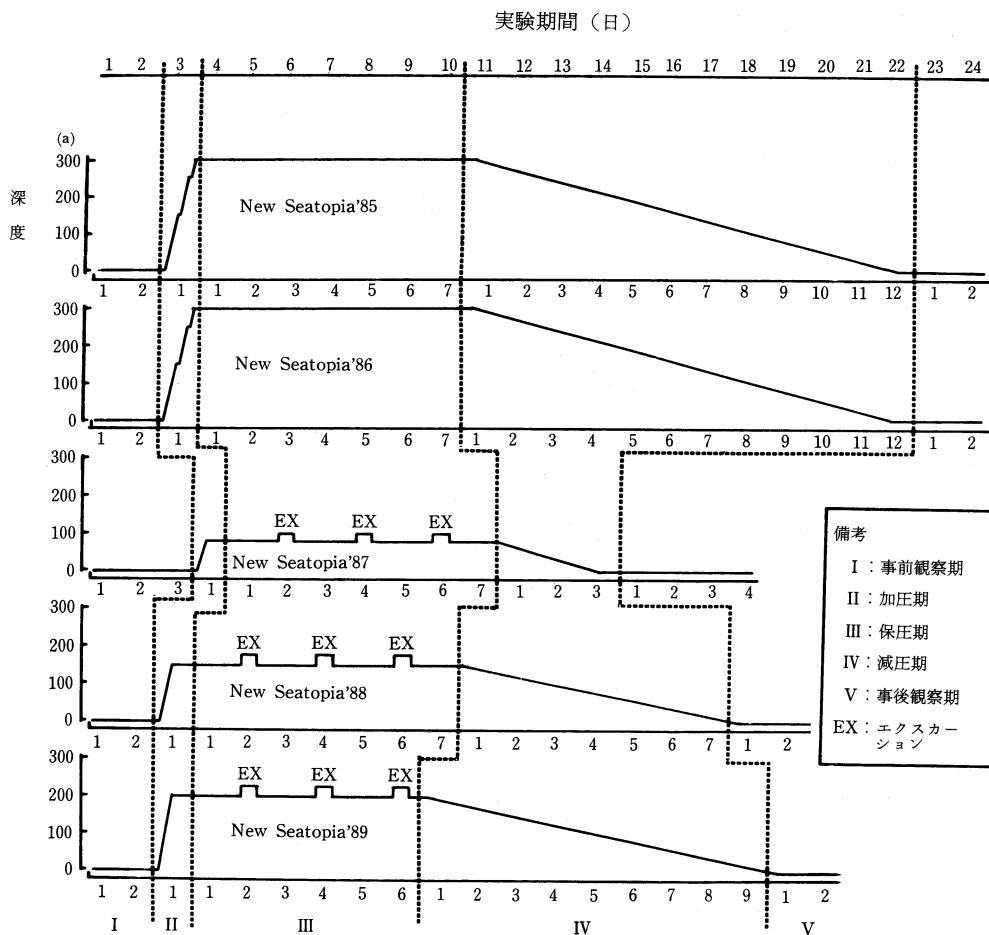 実験期間（日）
1 2 3 4 5 6 7 8 9 10 11 12 13 14 15 16 17 18 19 20 21 22 23 24
(a)
深度
300
200
100
0
New Seatopia'85
1 2 1 1 2 3 4 5 6 7 1 2 3 4 5 6 7 8 9 10 11 12 1 2
300
200
100
0
New Seatopia'86
1 2 1 1 2 3 4 5 6 7 1 2 3 4 5 6 7 8 9 10 11 12 1 2
300
200
100
0
EX EX EX
New Seatopia'87
1 2 3 1 1 2 3 4 5 6 7 1 2 3 1 2 3 4
300
200
100
0
EX EX EX
New Seatopia'88
1 2 1 1 2 3 4 5 6 7 1 2 3 4 5 6 7 1 2
300
200
100
0
EX EX EX
New Seatopia'89
1 2 1 1 2 3 4 5 6 1 2 3 4 5 6 7 8 9 1 2
I II III IV V
備考
I：事前観察期
II：加圧期
III：保圧期
IV：減圧期
V：事後観察期
EX：エクスカー
ション